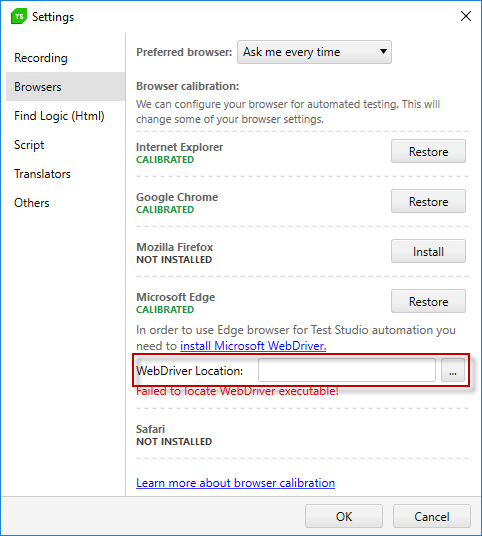 TS Settings
Recording
Browsers
Find Logic (Html)
Script
Translators
Others
Preferred browser: Ask me every time
Browser calibration:
We can configure your browser for automated testing. This will
change some of your browser settings.
Internet Explorer
CALIBRATED
Restore
Google Chrome
CALIBRATED
Restore
Mozilla Firefox
NOT INSTALLED
Install
Microsoft Edge
CALIBRATED
Restore
In order to use Edge browser for Test Studio automation you
need to install Microsoft WebDriver.
WebDriver Location: ...
Failed to locate WebDriver executable!
Safari
NOT INSTALLED
Learn more about browser calibration
OK Cancel